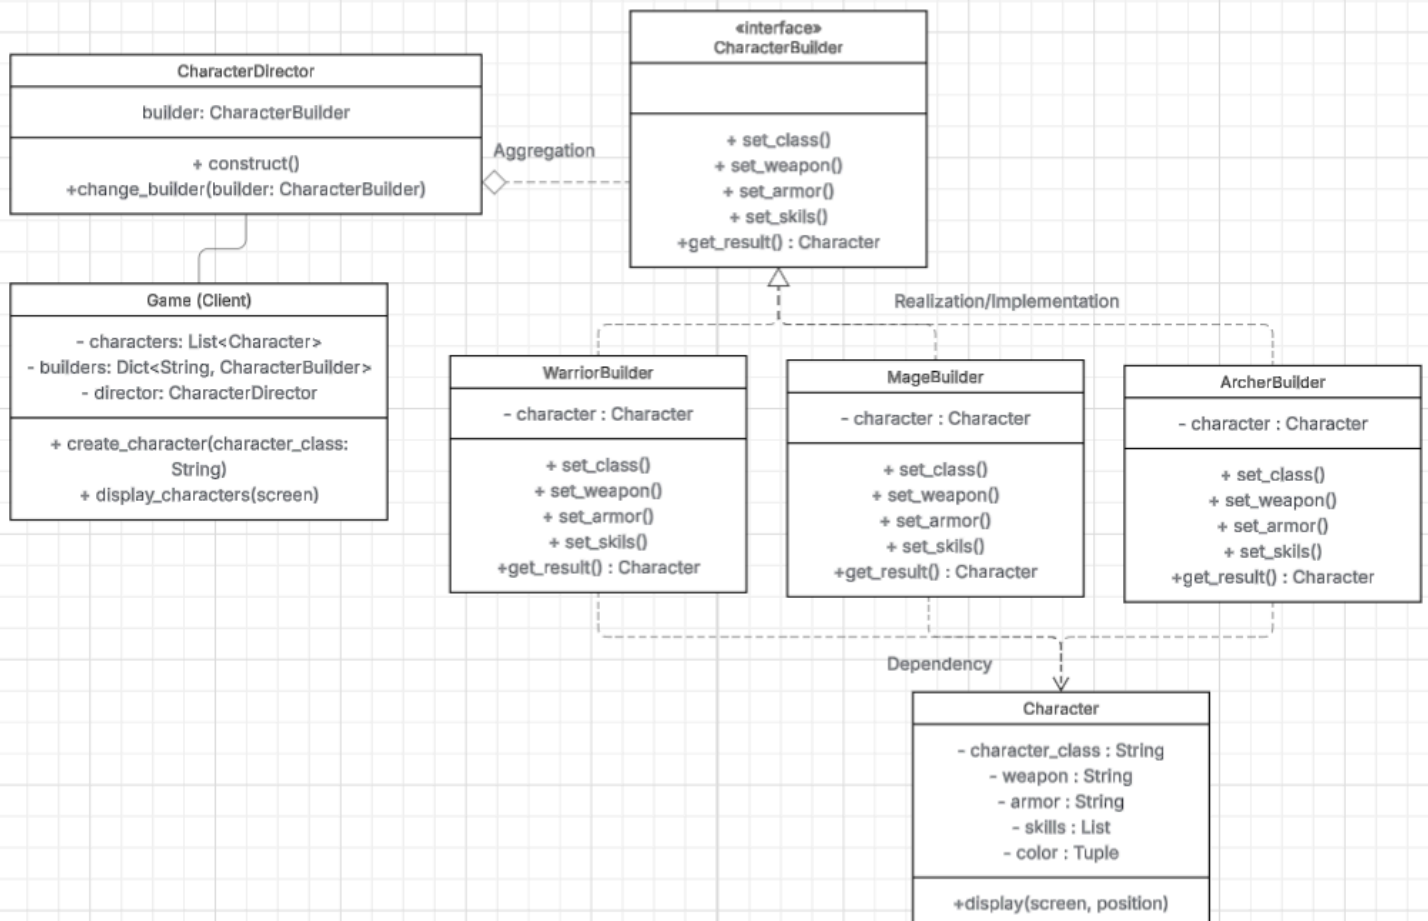 «interface»
CharacterBuilder
+ set_class()
+ set_weapon()
+ set_armor()
+ set_skils()
+get_result() : Character
CharacterDirector
builder: CharacterBuilder
+ construct()
+change_builder(builder: CharacterBuilder)
Aggregation
Game (Client)
- characters: List<Character>
- builders: Dict<String, CharacterBuilder>
- director: CharacterDirector
+ create_character(character_class:
String)
+ display_characters(screen)
Realization/Implementation
WarriorBuilder
- character : Character
+ set_class()
+ set_weapon()
+ set_armor()
+ set_skils()
+get_result() : Character
MageBuilder
- character : Character
+ set_class()
+ set_weapon()
+ set_armor()
+ set_skils()
+get_result() : Character
ArcherBuilder
- character : Character
+ set_class()
+ set_weapon()
+ set_armor()
+ set_skils()
+get_result() : Character
Dependency
Character
- character_class : String
- weapon : String
- armor : String
- skills : List
- color : Tuple
+display(screen, position)